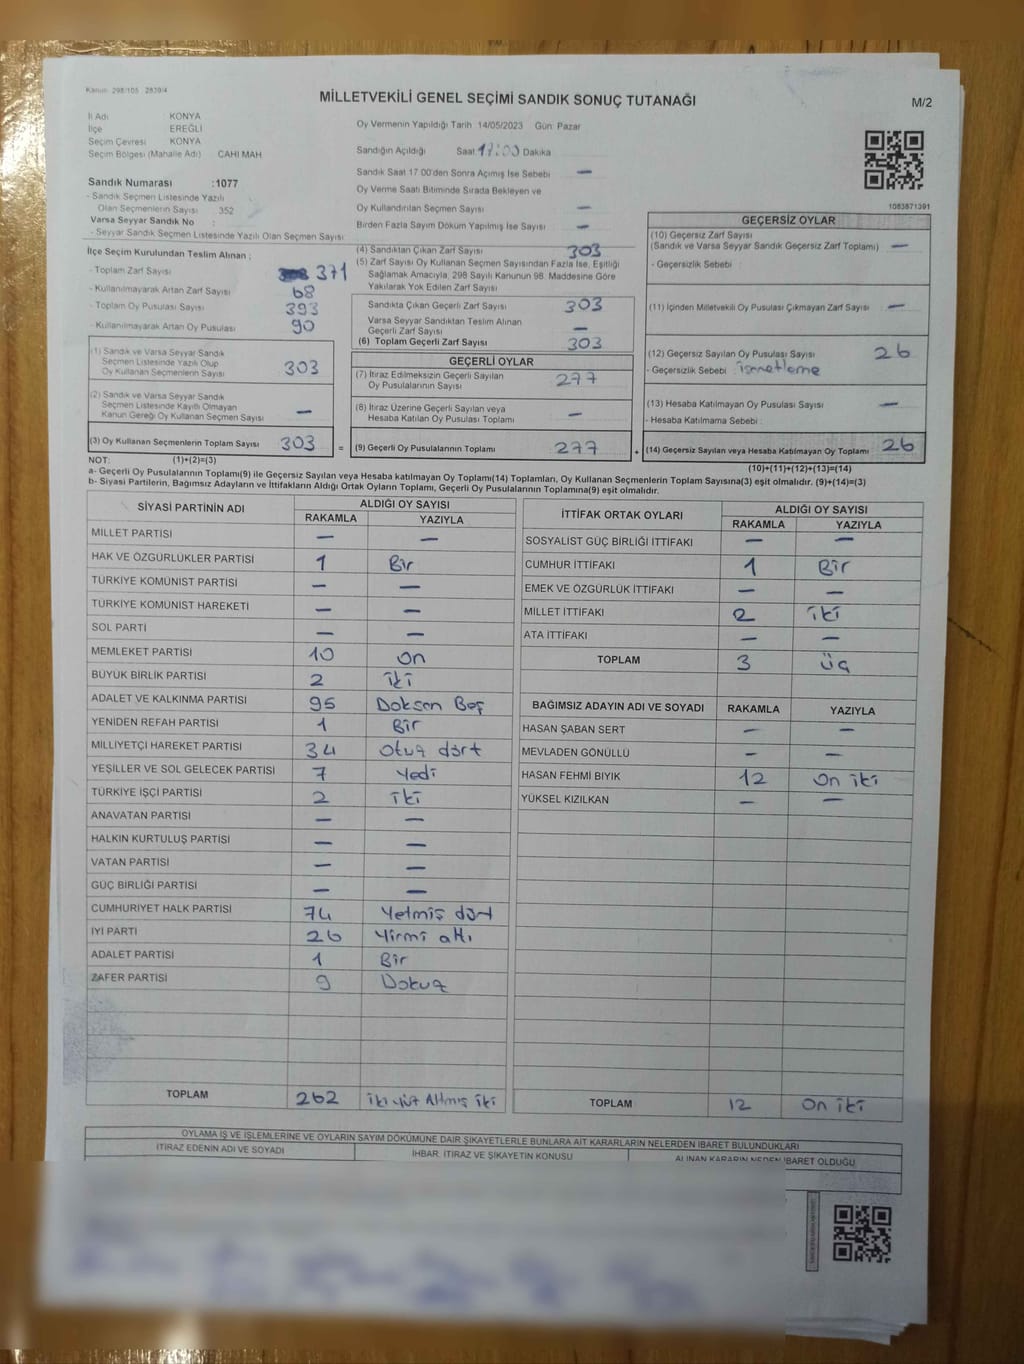 Kanun: 298/105 2839/4
MİLLETVEKİLİ GENEL SEÇİMİ SANDIK SONUÇ TUTANAĞI
M/2
İl Adı KONYA
İlçe EREĞLİ
Seçim Çevresi KONYA
Seçim Bölgesi (Mahalle Adı) CAHI MAH
Sandık Numarası :1077
- Sandık Seçmen Listesinde Yazılı
Olan Seçmenlerin Sayısı : 352
Varsa Seyyar Sandık No :
- Seyyar Sandık Seçmen Listesinde Yazılı Olan Seçmen Sayısı :
Oy Vermenin Yapıldığı Tarih 14/05/2023 Gün: Pazar
Sandığın Açıldığı Saat 17:00 Dakika
Sandık Saat 17.00'den Sonra Açılmış İse Sebebi —
Oy Verme Saati Bitiminde Sırada Bekleyen ve
Oy Kullandırılan Seçmen Sayısı —
Birden Fazla Sayım Döküm Yapılmış İse Sayısı —
1083871391
İlçe Seçim Kurulundan Teslim Alınan ;
- Toplam Zarf Sayısı 371
- Kullanılmayarak Artan Zarf Sayısı 68
- Toplam Oy Pusulası Sayısı 393
- Kullanılmayarak Artan Oy Pusulası 90
(1) Sandık ve Varsa Seyyar Sandık
Seçmen Listesinde Yazılı Olup
Oy Kullanan Seçmenlerin Sayısı 303
(2) Sandık ve Varsa Seyyar Sandık
Seçmen Listesinde Kayıtlı Olmayan
Kanun Gereği Oy Kullanan Seçmen Sayısı —
(3) Oy Kullanan Seçmenlerin Toplam Sayısı 303 =
(4) Sandıktan Çıkan Zarf Sayısı 303
(5) Zarf Sayısı Oy Kullanan Seçmen Sayısından Fazla İse, Eşitliği
Sağlamak Amacıyla, 298 Sayılı Kanunun 98. Maddesine Göre
Yakılarak Yok Edilen Zarf Sayısı
Sandıkta Çıkan Geçerli Zarf Sayısı 303
Varsa Seyyar Sandıktan Teslim Alınan
Geçerli Zarf Sayısı —
(6) Toplam Geçerli Zarf Sayısı 303
GEÇERLİ OYLAR
(7) İtiraz Edilmeksizin Geçerli Sayılan
Oy Pusulalarının Sayısı 277
(8) İtiraz Üzerine Geçerli Sayılan veya
Hesaba Katılan Oy Pusulası Toplamı —
(9) Geçerli Oy Pusulalarının Toplamı 277 +
GEÇERSİZ OYLAR
(10) Geçersiz Zarf Sayısı
(Sandık ve Varsa Seyyar Sandık Geçersiz Zarf Toplamı) —
- Geçersizlik Sebebi :
(11) İçinden Milletvekili Oy Pusulası Çıkmayan Zarf Sayısı —
(12) Geçersiz Sayılan Oy Pusulası Sayısı 26
- Geçersizlik Sebebi :
(13) Hesaba Katılmayan Oy Pusulası Sayısı —
- Hesaba Katılmama Sebebi :
(14) Geçersiz Sayılan veya Hesaba Katılmayan Oy Toplamı 26
NOT: (1)+(2)=(3) (10)+(11)+(12)+(13)=(14)
a- Geçerli Oy Pusulalarının Toplamı(9) ile Geçersiz Sayılan veya Hesaba katılmayan Oy Toplamı(14) Toplamları, Oy Kullanan Seçmenlerin Toplam Sayısına(3) eşit olmalıdır. (9)+(14)=(3)
b- Siyasi Partilerin, Bağımsız Adayların ve İttifakların Aldığı Ortak Oyların Toplamı, Geçerli Oy Pusulalarının Toplamına(9) eşit olmalıdır.
SİYASİ PARTİNİN ADI ALDIĞI OY SAYISI
RAKAMLA YAZIYLA
MİLLET PARTİSİ — —
HAK VE ÖZGÜRLÜKLER PARTİSİ 1 Bir
TÜRKİYE KOMÜNİST PARTİSİ — —
TÜRKİYE KOMÜNİST HAREKETİ — —
SOL PARTİ — —
MEMLEKET PARTİSİ 10 on
BÜYÜK BİRLİK PARTİSİ 2 iki
ADALET VE KALKINMA PARTİSİ 95 Doksan Beş
YENİDEN REFAH PARTİSİ 1 Bir
MİLLİYETÇİ HAREKET PARTİSİ 34 otuz dört
YEŞİLLER VE SOL GELECEK PARTİSİ 7 Yedi
TÜRKİYE İŞÇİ PARTİSİ 2 iki
ANAVATAN PARTİSİ — —
HALKIN KURTULUŞ PARTİSİ — —
VATAN PARTİSİ — —
GÜÇ BİRLİĞİ PARTİSİ — —
CUMHURİYET HALK PARTİSİ 74 Yetmiş dört
İYİ PARTİ 26 Yirmi altı
ADALET PARTİSİ 1 Bir
ZAFER PARTİSİ 9 Dokuz
TOPLAM 262 iki yüz Altmış iki
İTTİFAK ORTAK OYLARI ALDIĞI OY SAYISI
RAKAMLA YAZIYLA
SOSYALİST GÜÇ BİRLİĞİ İTTİFAKI — —
CUMHUR İTTİFAKI 1 Bir
EMEK VE ÖZGÜRLÜK İTTİFAKI — —
MİLLET İTTİFAKI 2 iki
ATA İTTİFAKI — —
TOPLAM 3 üç
BAĞIMSIZ ADAYIN ADI VE SOYADI RAKAMLA YAZIYLA
HASAN ŞABAN SERT — —
MEVLADEN GÖNÜLLÜ — —
HASAN FEHMİ BIYIK 12 On iki
YÜKSEL KIZILKAN — —
TOPLAM 12 On iki
OYLAMA İŞ VE İŞLEMLERİNE VE OYLARIN SAYIM DÖKÜMÜNE DAİR ŞİKAYETLERLE BUNLARA AİT KARARLARIN NELERDEN İBARET BULUNDUKLARI
İTİRAZ EDENİN ADI VE SOYADI İHBAR, İTİRAZ VE ŞİKAYETİN KONUSU ALINAN KARARIN NEDEN İBARET OLDUĞU